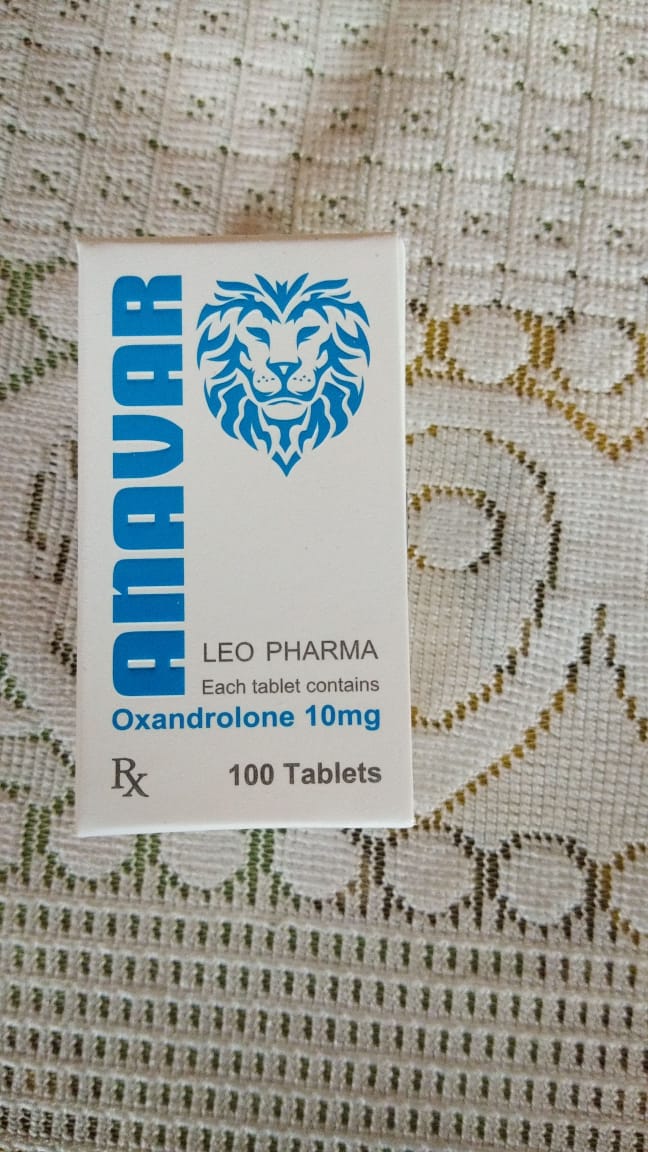 ANAVAR
LEO PHARMA
Each tablet contains
Oxandrolone 10mg
Rx
100 Tablets